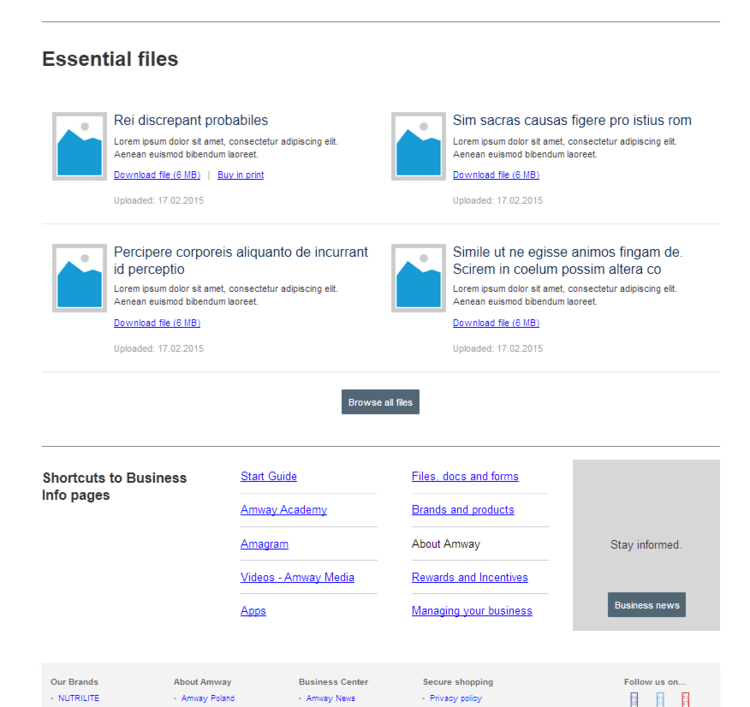 Essential files
Rei discrepant probabiles
Lorem ipsum dolor sit amet, consectetur adipiscing elit.
Aenean euismod bibendum laoreet.
Download file (6 MB) | Buy in print
Uploaded: 17.02.2015
Sim sacras causas figere pro istius rom
Lorem ipsum dolor sit amet, consectetur adipiscing elit.
Aenean euismod bibendum laoreet.
Download file (6 MB)
Uploaded: 17.02.2015
Percipere corporeis aliquanto de incurrant
id perceptio
Lorem ipsum dolor sit amet, consectetur adipiscing elit.
Aenean euismod bibendum laoreet.
Download file (6 MB)
Uploaded: 17.02.2015
Simile ut ne egisse animos fingam de.
Scirem in coelum possim altera co
Lorem ipsum dolor sit amet, consectetur adipiscing elit.
Aenean euismod bibendum laoreet.
Download file (6 MB)
Uploaded: 17.02.2015
Browse all files
Shortcuts to Business
Info pages
Start Guide
Amway Academy
Amagram
Videos - Amway Media
Apps
Files, docs and forms
Brands and products
About Amway
Rewards and Incentives
Managing your business
Stay informed.
Business news
Our Brands
- NUTRILITE
About Amway
- Amway Poland
Business Center
- Amway News
Secure shopping
- Privacy policy
Follow us on...